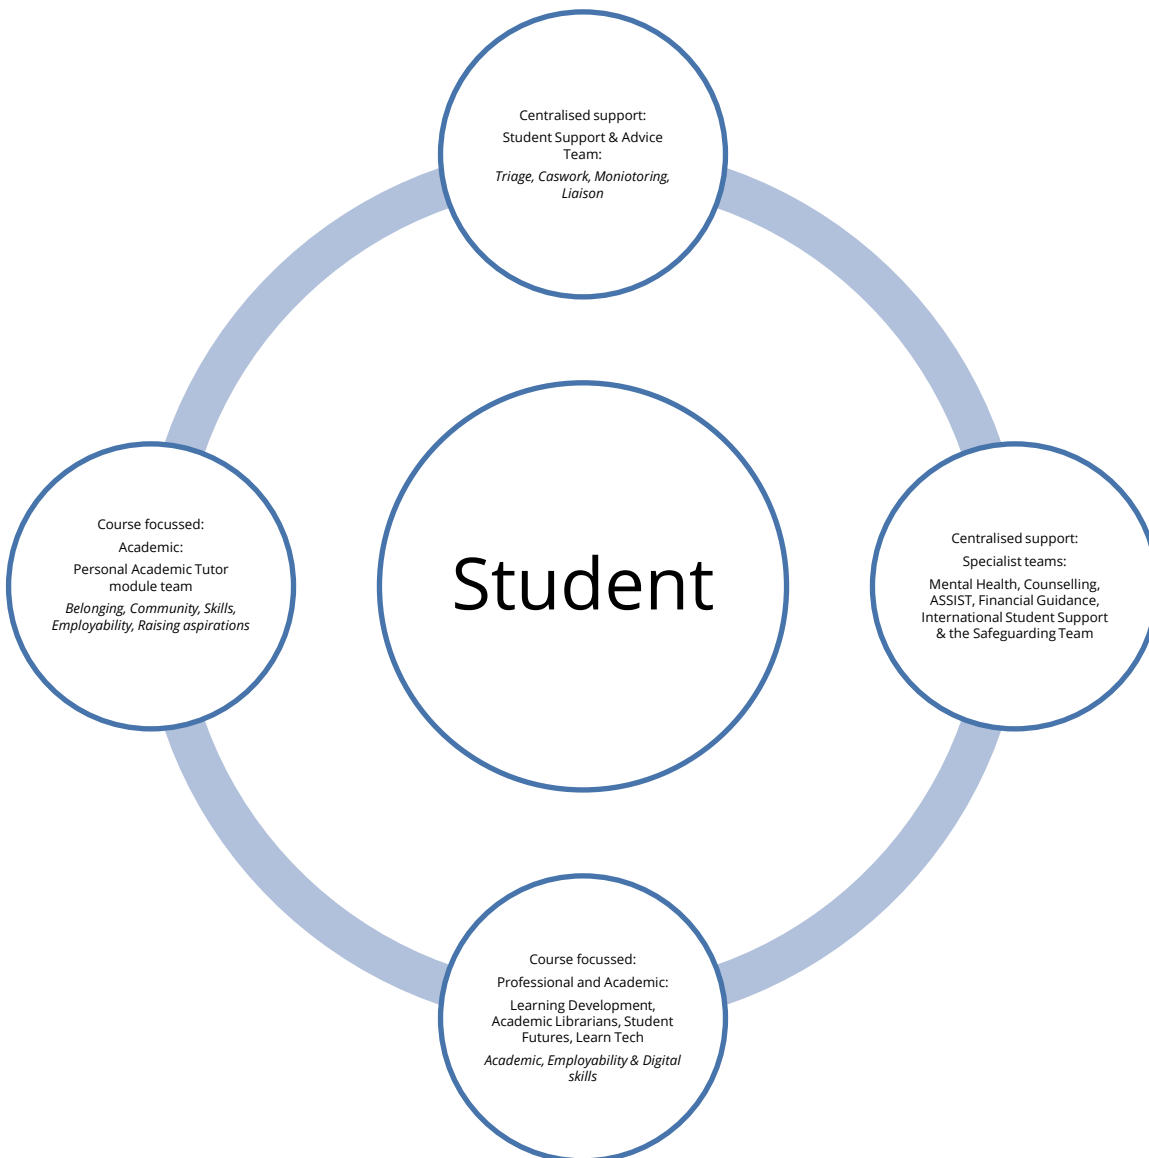 Centralised support:
Student Support & Advice
Team:
Triage, Caswork, Moniotoring,
Liaison
Course focussed:
Academic:
Personal Academic Tutor
module team
Belonging, Community, Skills,
Employability, Raising aspirations
Student
Centralised support:
Specialist teams:
Mental Health, Counselling,
ASSIST, Financial Guidance,
International Student Support
& the Safeguarding Team
Course focussed:
Professional and Academic:
Learning Development,
Academic Librarians, Student
Futures, Learn Tech
Academic, Employability & Digital
skills